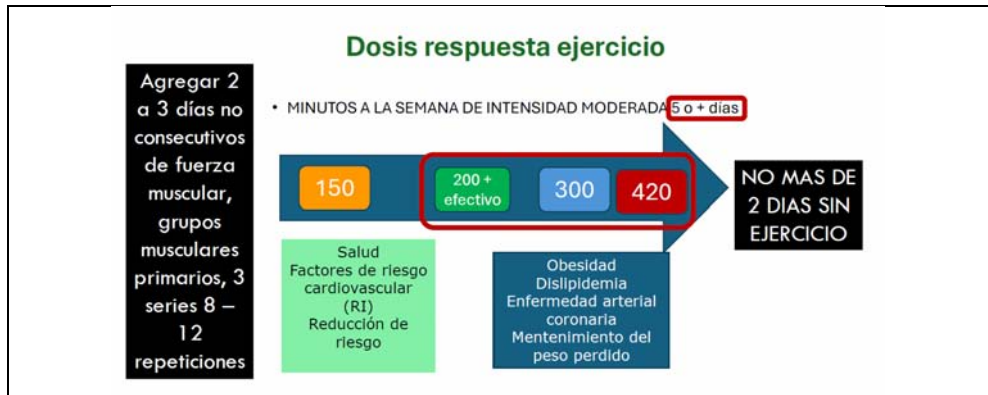 Dosis respuesta ejercicio
Agregar 2
a 3 días no
consecutivos
de fuerza
muscular,
grupos
musculares
primarios, 3
series 8 –
12
repeticiones
• MINUTOS A LA SEMANA DE INTENSIDAD MODERADA 5 o + días
150
200 +
efectivo
300
420
NO MAS DE
2 DIAS SIN
EJERCICIO
Salud
Factores de riesgo
cardiovascular
(RI)
Reducción de
riesgo
Obesidad
Dislipidemia
Enfermedad arterial
coronaria
Mentenimiento del
peso perdido